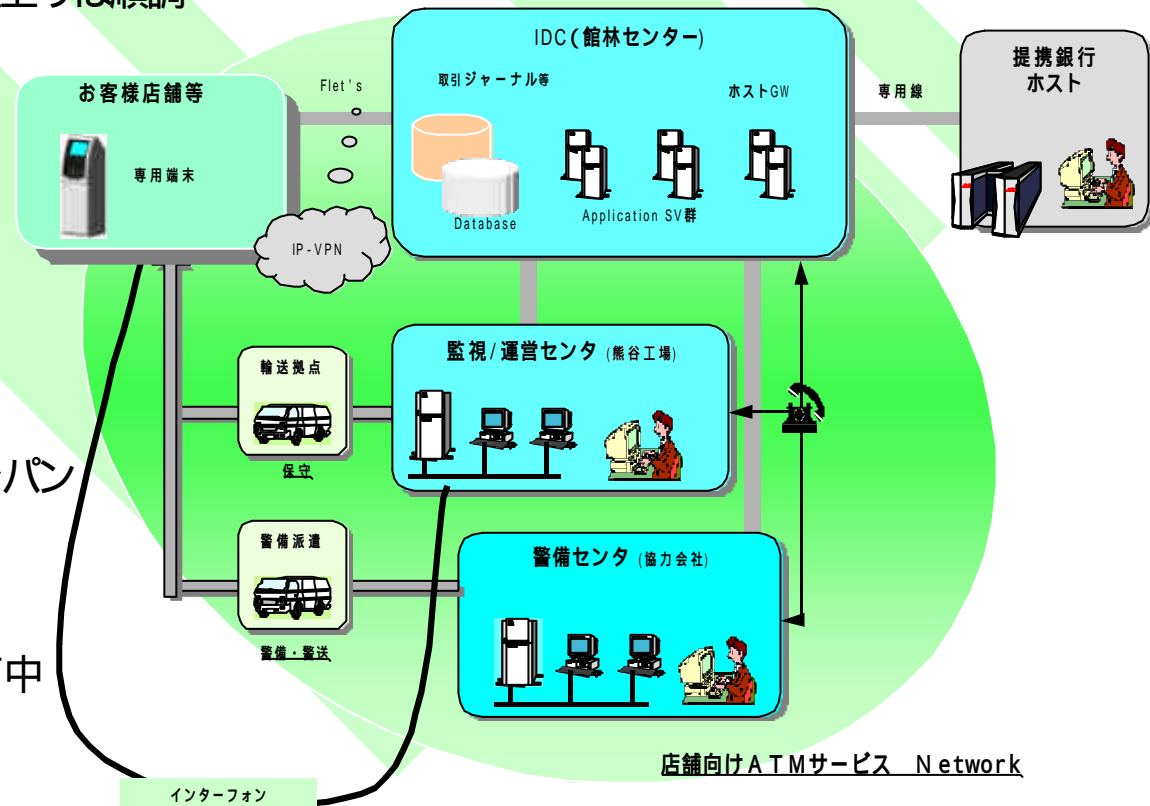 IDC(館林センター)
取引ジャーナル等
ホストGW
Database
Application SV群
提携銀行
ホスト
専用線
お客様店舗等
専用端末
Flet's
IP-VPN
監視/運営センタ (熊谷工場)
輸送拠点
保守
パン
警備派遣
警備・警送
警備センタ (協力会社)
中
店舗向けATMサービス Network
インターフォン